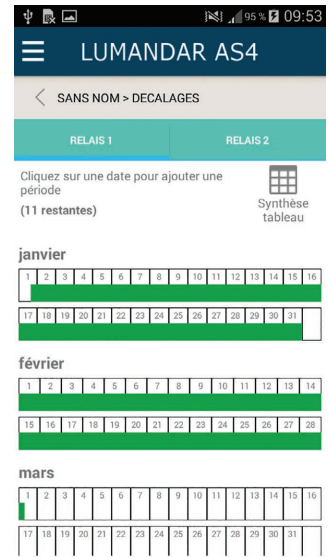 95 % 09:53
LUMANDAR AS4
SANS NOM > DECALAGES
RELAIS 1 RELAIS 2
Cliquez sur une date pour ajouter une
période
(11 restantes)
Synthèse
tableau
janvier
1 2 3 4 5 6 7 8 9 10 11 12 13 14 15 16
17 18 19 20 21 22 23 24 25 26 27 28 29 30 31
février
1 2 3 4 5 6 7 8 9 10 11 12 13 14
15 16 17 18 19 20 21 22 23 24 25 26 27 28
mars
1 2 3 4 5 6 7 8 9 10 11 12 13 14 15 16
17 18 19 20 21 22 23 24 25 26 27 28 29 30 31